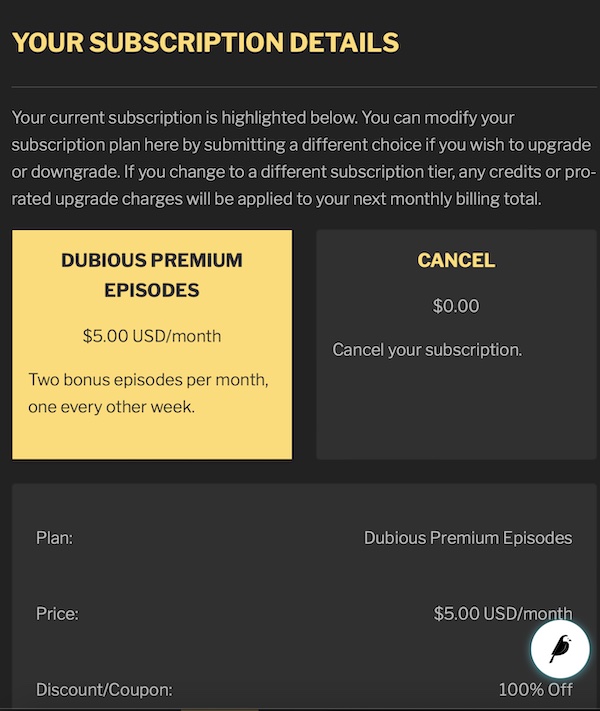 YOUR SUBSCRIPTION DETAILS
Your current subscription is highlighted below. You can modify your
subscription plan here by submitting a different choice if you wish to upgrade
or downgrade. If you change to a different subscription tier, any credits or pro-
rated upgrade charges will be applied to your next monthly billing total.
DUBIOUS PREMIUM
EPISODES
$5.00 USD/month
Two bonus episodes per month,
one every other week.
CANCEL
$0.00
Cancel your subscription.
Plan:
Dubious Premium Episodes
Price:
$5.00 USD/month
Discount/Coupon:
100% Off